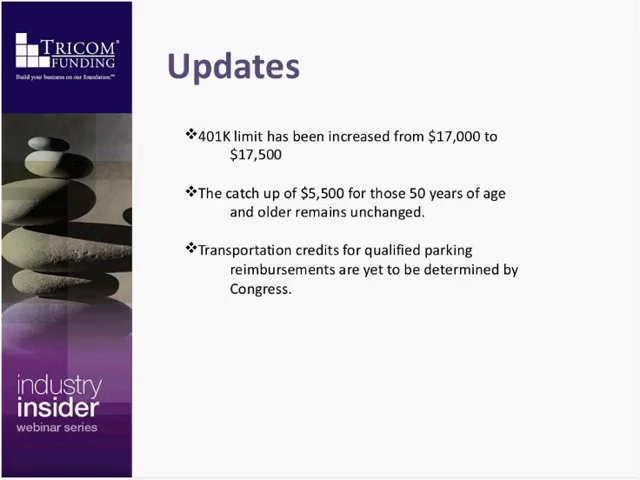 TRICOM®
FUNDING
Build your business on our foundation.℠
Updates
❖401K limit has been increased from $17,000 to
$17,500
❖The catch up of $5,500 for those 50 years of age
and older remains unchanged.
❖Transportation credits for qualified parking
reimbursements are yet to be determined by
Congress.
industry
insider
webinar series